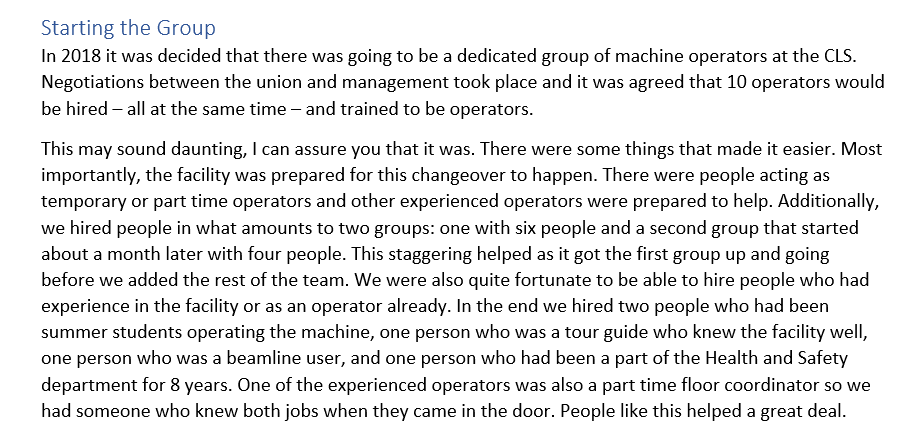 Starting the Group
In 2018 it was decided that there was going to be a dedicated group of machine operators at the CLS.
Negotiations between the union and management took place and it was agreed that 10 operators would
be hired – all at the same time – and trained to be operators.
This may sound daunting, I can assure you that it was. There were some things that made it easier. Most
importantly, the facility was prepared for this changeover to happen. There were people acting as
temporary or part time operators and other experienced operators were prepared to help. Additionally,
we hired people in what amounts to two groups: one with six people and a second group that started
about a month later with four people. This staggering helped as it got the first group up and going
before we added the rest of the team. We were also quite fortunate to be able to hire people who had
experience in the facility or as an operator already. In the end we hired two people who had been
summer students operating the machine, one person who was a tour guide who knew the facility well,
one person who was a beamline user, and one person who had been a part of the Health and Safety
department for 8 years. One of the experienced operators was also a part time floor coordinator so we
had someone who knew both jobs when they came in the door. People like this helped a great deal.